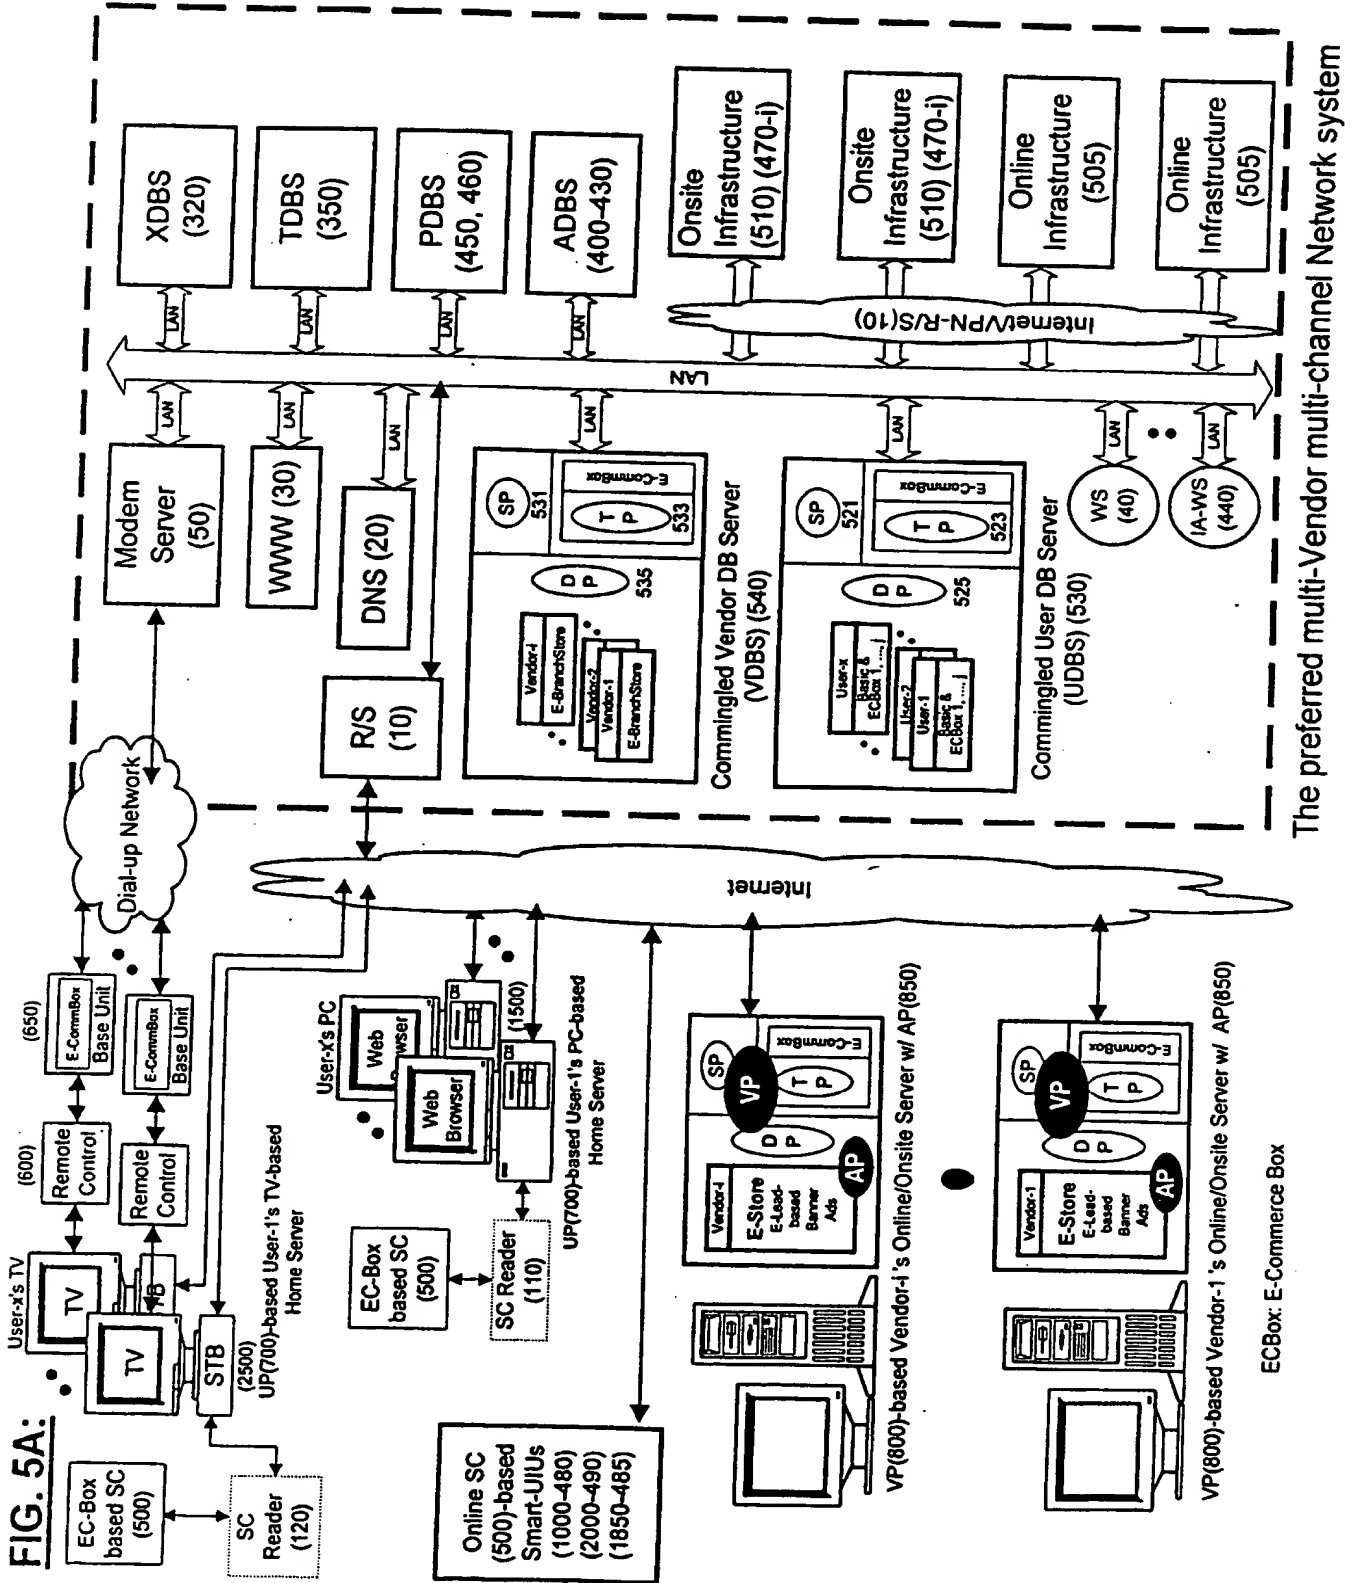 FIG. 5A:
EC-Box
based SC
(500)
SC
Reader
(120)
User-x's TV
TV
TV
STB
(2500)
UP(700)-based User-1's TV-based
Home Server
(600)
Remote
Control
Remote
Control
(650)
E-CommBox
Base Unit
E-CommBox
Base Unit
Dial-up Network
Online SC
(500)-based
Smart-UIUs
(1000-480)
(2000-490)
(1850-485)
EC-Box
based SC
(500)
SC Reader
(110)
User-x's PC
Web
Web
Browser
(1500)
UP(700)-based User-1's PC-based
Home Server
Internet
Vendor-i
E-Store
E-Lead-
based
Banner
Ads
AP
D
P
VP
SP
T
P
E-CommBox
VP(800)-based Vendor-i's Online/Onsite Server w/ AP(850)
Vendor-1
E-Store
E-Lead-
based
Banner
Ads
AP
D
P
VP
SP
T
P
E-CommBox
VP(800)-based Vendor-1's Online/Onsite Server w/ AP(850)
ECBox: E-Commerce Box
Modem
Server
(50)
LAN
WWW (30)
LAN
DNS (20)
LAN
R/S
(10)
Vendor-i
E-BranchStore
Vendor-2
Vendor-1
E-BranchStore
D
P
535
SP
531
T
P
533
E-CommBox
LAN
Commingled Vendor DB Server
(VDBS) (540)
User-x
Basic &
ECBox 1, ...., j
User-2
User-1
Basic &
ECBox 1, ...., j
D
P
525
SP
521
T
P
523
E-CommBox
LAN
Commingled User DB Server
(UDBS) (530)
WS
(40)
LAN
IA-WS
(440)
LAN
LAN
XDBS
(320)
LAN
TDBS
(350)
LAN
PDBS
(450, 460)
LAN
ADBS
(400-430)
LAN
Internet/VPN-R/S(10)
Onsite
Infrastructure
(510) (470-i)
Onsite
Infrastructure
(510) (470-i)
Online
Infrastructure
(505)
Online
Infrastructure
(505)
The preferred multi-Vendor multi-channel Network system